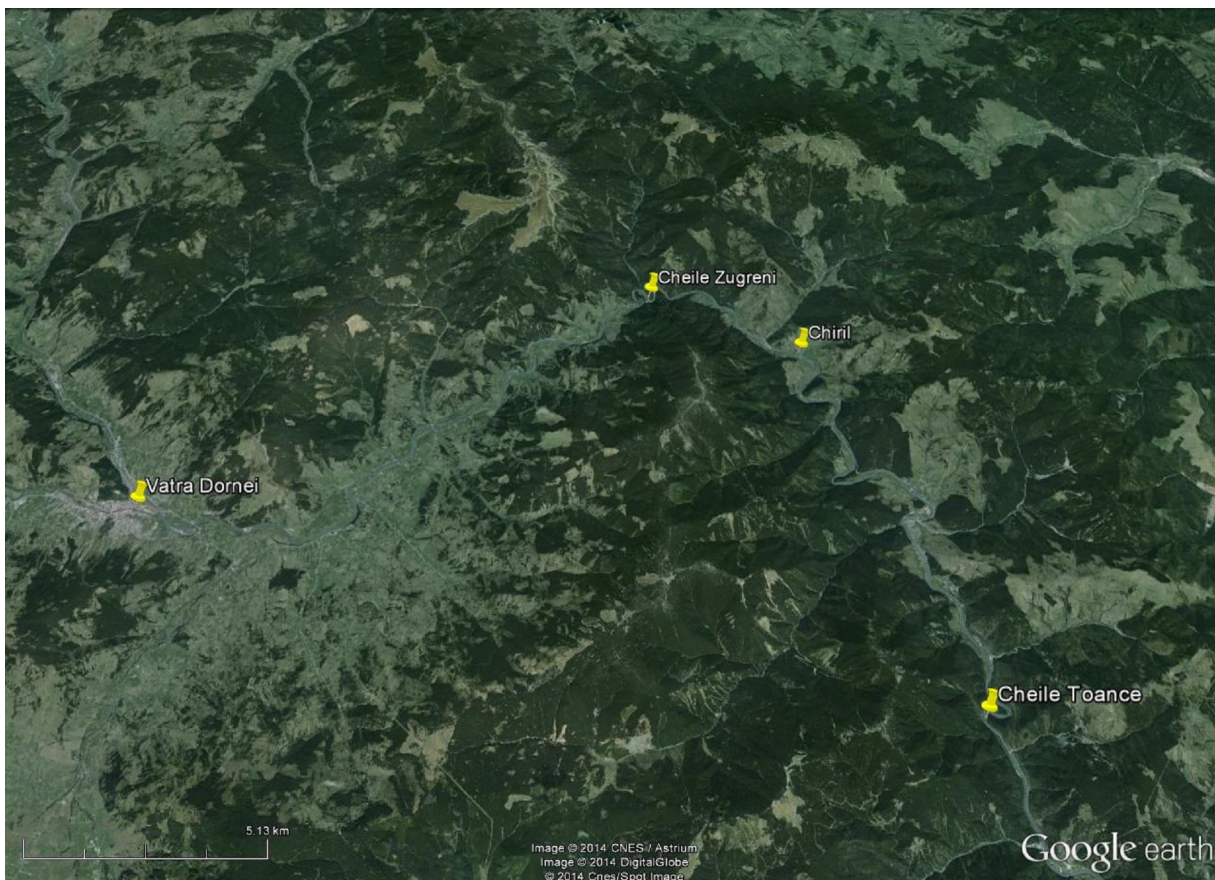 Cheile Zugreni
Chiril
Vatra Dornei
Cheile Toance
5.13 km
Image © 2014 CNES / Astrium
Image © 2014 DigitalGlobe
© 2014 Cnes/Spot Image
Google earth